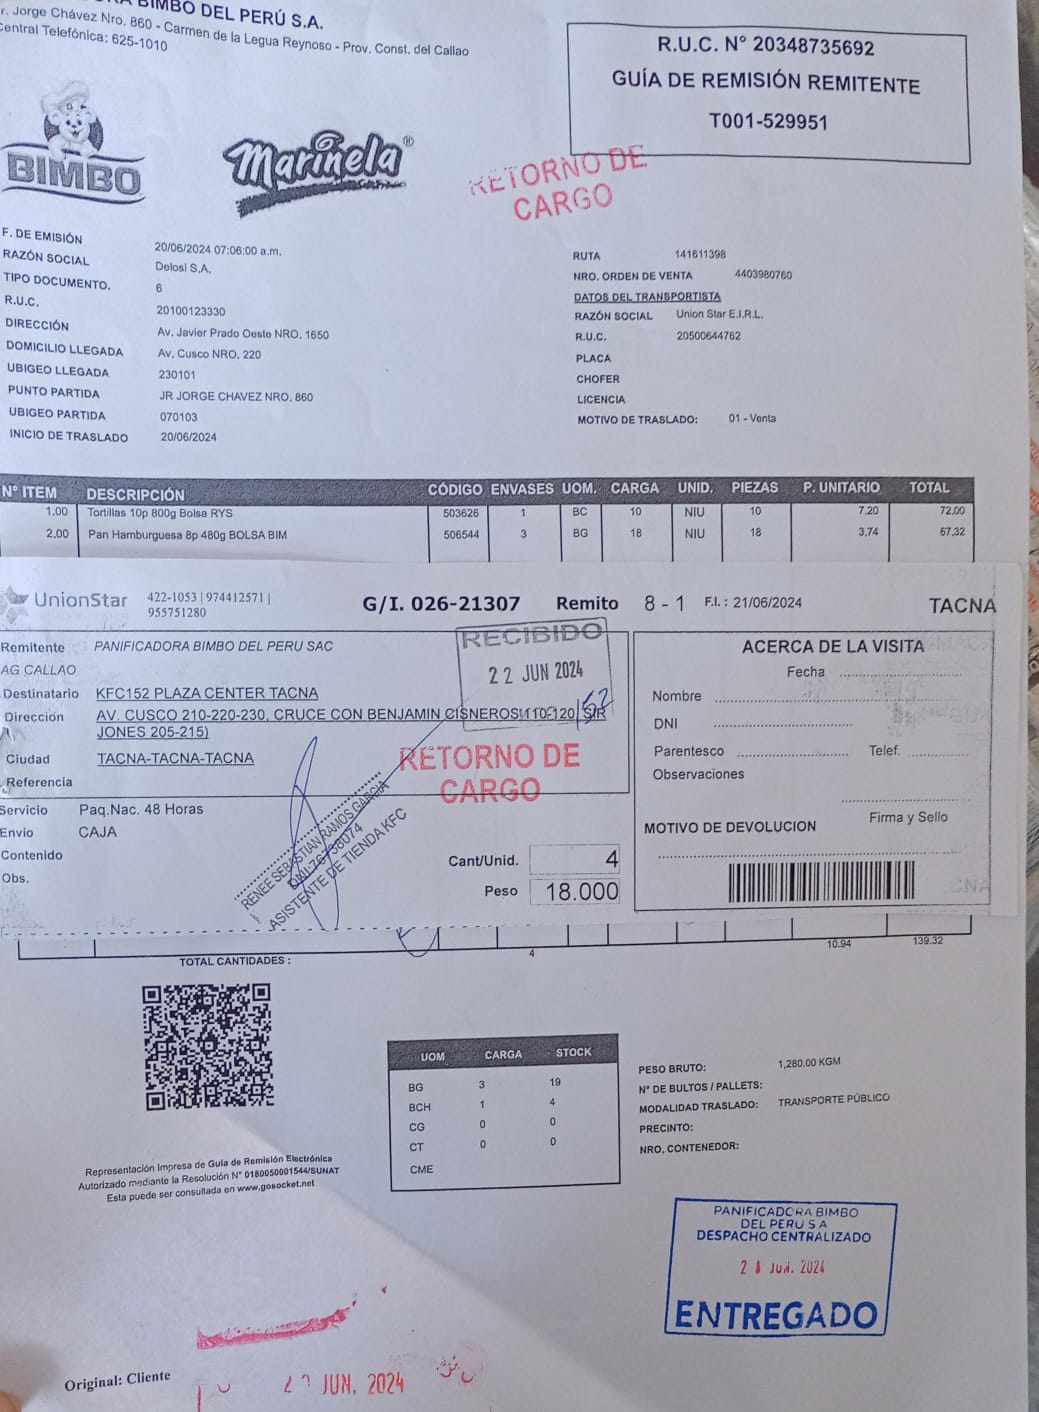 BIMBO DEL PERÚ S.A.
r. Jorge Chávez Nro. 860 - Carmen de la Legua Reynoso - Prov. Const. del Callao
Central Telefónica: 625-1010
R.U.C. N° 20348735692
GUÍA DE REMISIÓN REMITENTE
T001-529951
BIMBO
Marinela®
RETORNO DE
CARGO
F. DE EMISIÓN 20/06/2024 07:06:00 a.m.
RAZÓN SOCIAL Delosi S.A.
TIPO DOCUMENTO. 6
R.U.C. 20100123330
DIRECCIÓN Av. Javier Prado Oeste NRO. 1650
DOMICILIO LLEGADA Av. Cusco NRO. 220
UBIGEO LLEGADA 230101
PUNTO PARTIDA JR JORGE CHAVEZ NRO. 860
UBIGEO PARTIDA 070103
INICIO DE TRASLADO 20/06/2024
RUTA 141611398
NRO. ORDEN DE VENTA 4403980760
DATOS DEL TRANSPORTISTA
RAZÓN SOCIAL Union Star E.I.R.L.
R.U.C. 20500644762
PLACA
CHOFER
LICENCIA
MOTIVO DE TRASLADO: 01 - Venta
N° ITEM DESCRIPCIÓN CÓDIGO ENVASES UOM. CARGA UNID. PIEZAS P. UNITARIO TOTAL
1.00 Tortillas 10p 800g Bolsa RYS 503626 1 BC 10 NIU 10 7.20 72.00
2.00 Pan Hamburguesa 8p 480g BOLSA BIM 506544 3 BG 18 NIU 18 3.74 67.32
UnionStar 422-1053 | 974412571 |
955751280
G/I. 026-21307 Remito 8 - 1 F.I. : 21/06/2024 TACNA
Remitente PANIFICADORA BIMBO DEL PERU SAC
AG CALLAO
Destinatario KFC152 PLAZA CENTER TACNA
Direccion AV. CUSCO 210-220-230, CRUCE CON BENJAMIN CISNEROS 110-120 S/R
JONES 205-215)
Ciudad TACNA-TACNA-TACNA
Referencia
RECIBIDO
22 JUN 2024
152
RETORNO DE
CARGO
Servicio Paq.Nac. 48 Horas
Envio CAJA
Contenido
Obs.
RENEE SEBASTIAN RAMOS GARCIA
DNI: 76738074
ASISTENTE DE TIENDA KFC
Cant/Unid. 4
Peso 18.000
ACERCA DE LA VISITA
Fecha
Nombre
DNI
Parentesco Telef.
Observaciones
Firma y Sello
MOTIVO DE DEVOLUCION
10.94 139.32
TOTAL CANTIDADES : 4
UOM CARGA STOCK
BG 3 19
BCH 1 4
CG 0 0
CT 0 0
CME
PESO BRUTO: 1,280.00 KGM
N° DE BULTOS / PALLETS:
MODALIDAD TRASLADO: TRANSPORTE PÚBLICO
PRECINTO:
NRO. CONTENEDOR:
Representación Impresa de Guía de Remisión Electrónica
Autorizado mediante la Resolución N° 0180050001544/SUNAT
Esta puede ser consultada en www.gosocket.net
PANIFICADORA BIMBO
DEL PERU S A
DESPACHO CENTRALIZADO
JUN. 2024
ENTREGADO
Original: Cliente
JUN. 2024